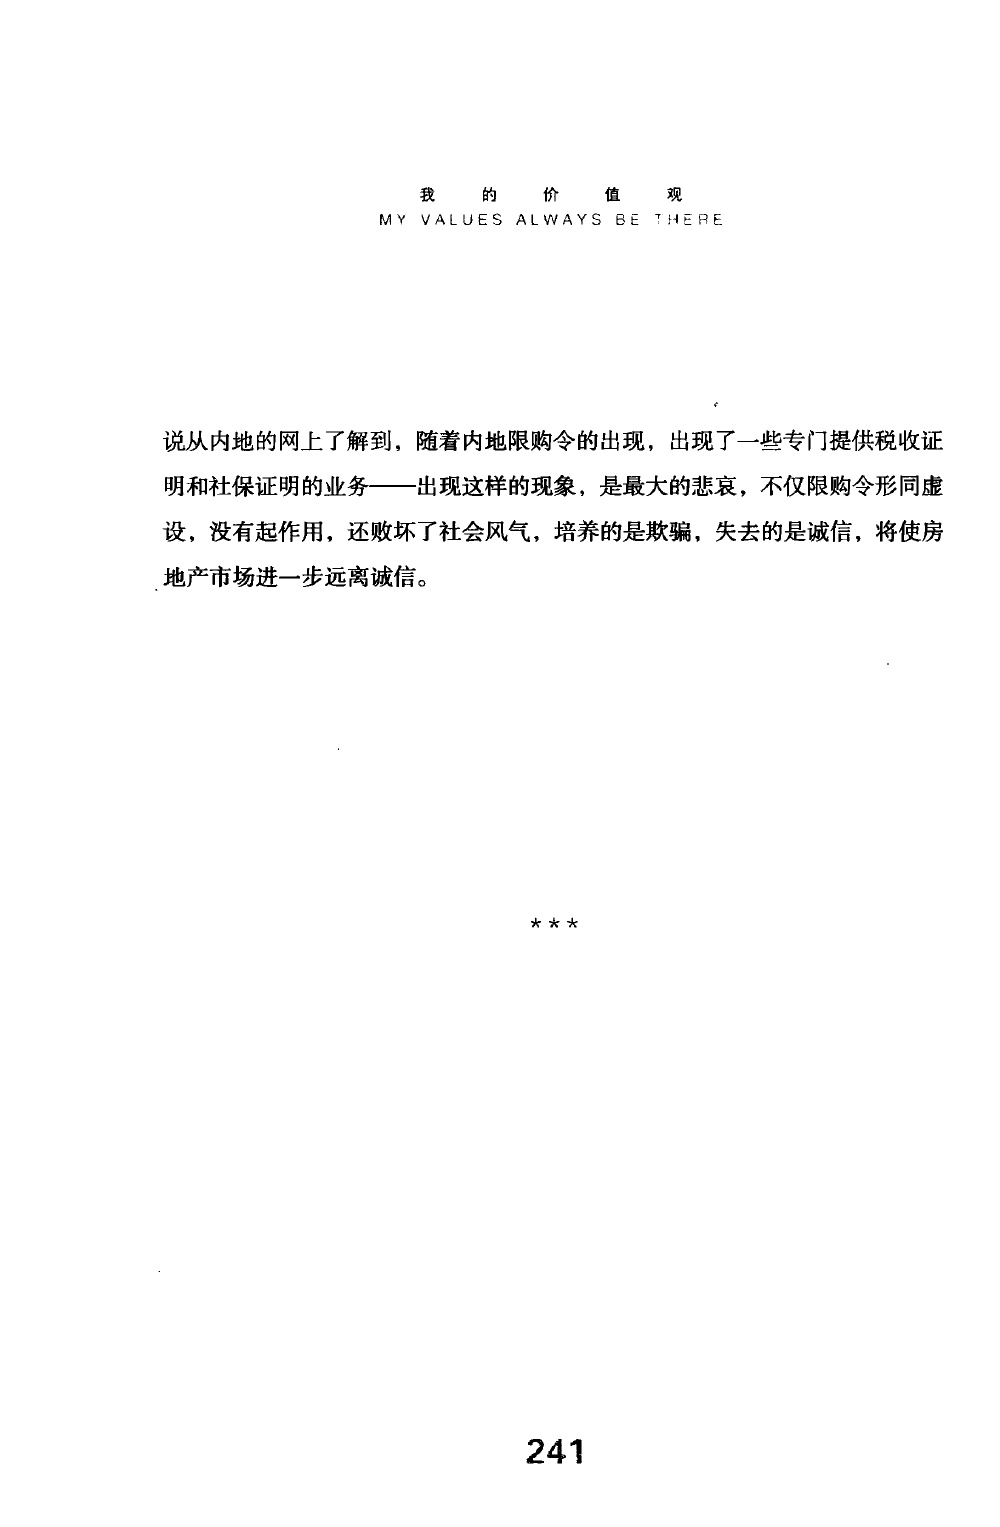 我的价值观
MY VALUES ALWAYS BE THERE
说从内地的网上了解到，随着内地限购令的出现，出现了一些专门提供税收证
明和社保证明的业务——出现这样的现象，是最大的悲哀，不仅限购令形同虚
设，没有起作用，还败坏了社会风气，培养的是欺骗，失去的是诚信，将使房
地产市场进一步远离诚信。
***
241